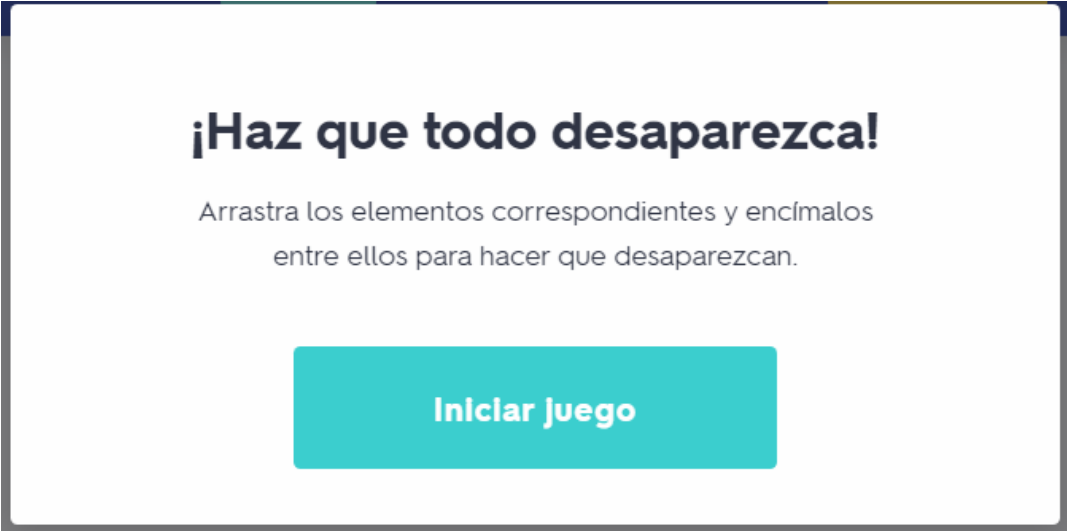 ¡Haz que todo desaparezca!
Arrastra los elementos correspondientes y encímalos
entre ellos para hacer que desaparezcan.
Iniciar juego